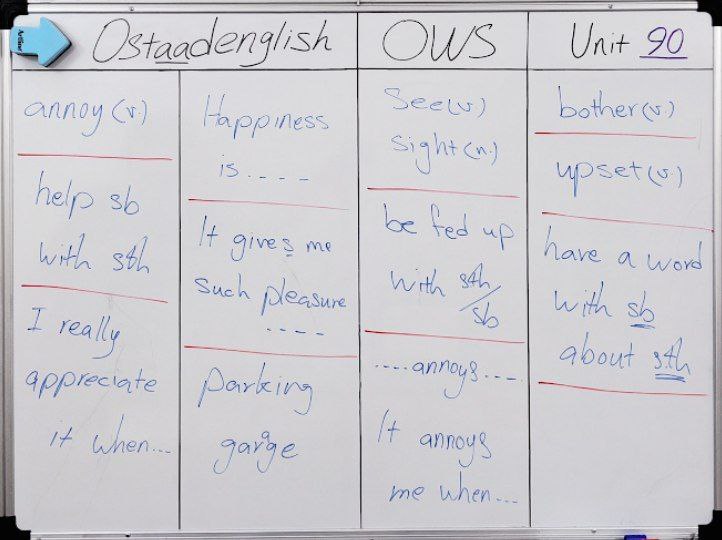 Ostaadenglish
OWS
Unit 90
annoy (v.)
help sb
with sth
I really
appreciate
it when...
Happiness
is ....
It gives me
such pleasure
....
parking
garage
See (v.)
sight (n.)
be fed up
with sth/sb
....annoys....
It annoys
me when...
bother (v.)
upset (v.)
have a word
with sb
about sth